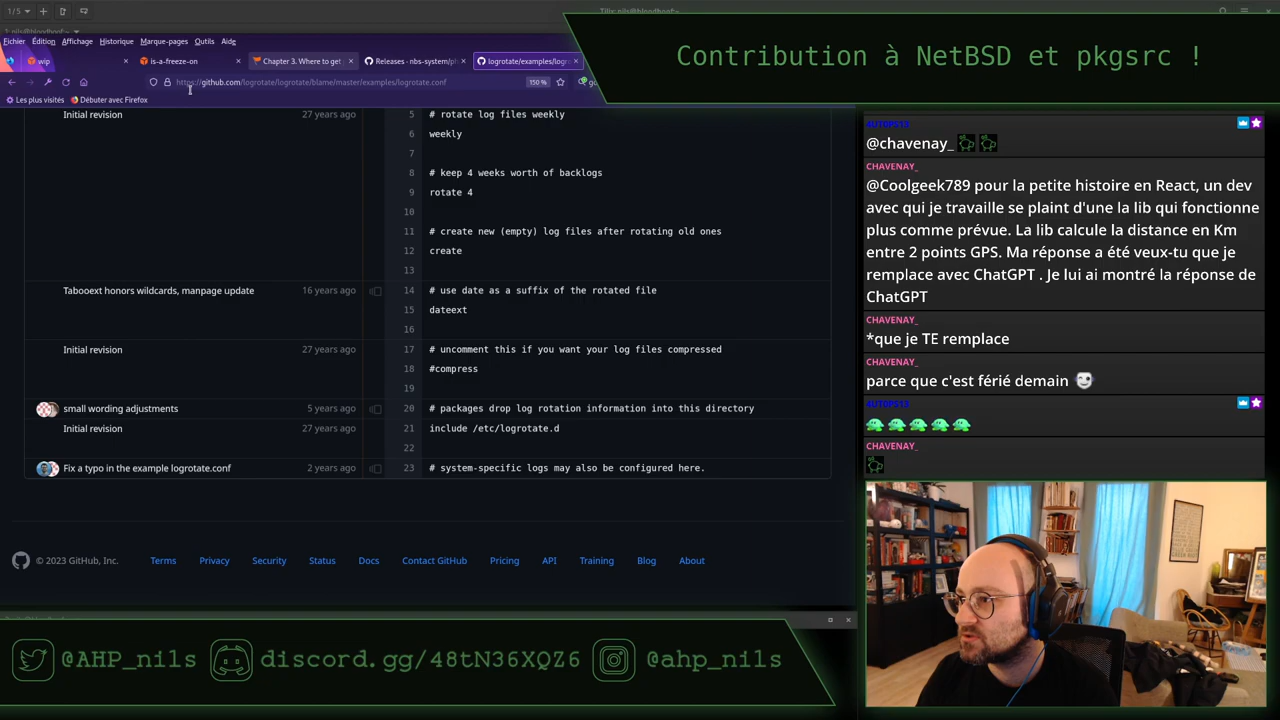 1/5
Tilix: nils@bloodhoof:~
Fichier Édition Affichage Historique Marque-pages Outils Aide
wip
is-a-freeze-on
Chapter 3. Where to get
Releases · nbs-system/p
logrotate/examples/logr
https://github.com/logrotate/logrotate/blame/master/examples/logrotate.conf
150 %
Les plus visités Débuter avec Firefox
Contribution à NetBSD et pkgsrc !
Initial revision 27 years ago 5 # rotate log files weekly
6 weekly
7
8 # keep 4 weeks worth of backlogs
9 rotate 4
10
11 # create new (empty) log files after rotating old ones
12 create
13
Tabooext honors wildcards, manpage update 16 years ago 14 # use date as a suffix of the rotated file
15 dateext
16
Initial revision 27 years ago 17 # uncomment this if you want your log files compressed
18 #compress
19
small wording adjustments 5 years ago 20 # packages drop log rotation information into this directory
Initial revision 27 years ago 21 include /etc/logrotate.d
22
Fix a typo in the example logrotate.conf 2 years ago 23 # system-specific logs may also be configured here.
© 2023 GitHub, Inc. Terms Privacy Security Status Docs Contact GitHub Pricing API Training Blog About
4UT0PS13
@chavenay_
CHAVENAY_
@Coolgeek789 pour la petite histoire en React, un dev
avec qui je travaille se plaint d'une la lib qui fonctionne
plus comme prévue. La lib calcule la distance en Km
entre 2 points GPS. Ma réponse a été veux-tu que je
remplace avec ChatGPT . Je lui ai montré la réponse de
ChatGPT
CHAVENAY_
*que je TE remplace
CHAVENAY_
parce que c'est férié demain
4UT0PS13
CHAVENAY_
@AHP_nils discord.gg/48tN36XQZ6 @ahp_nils